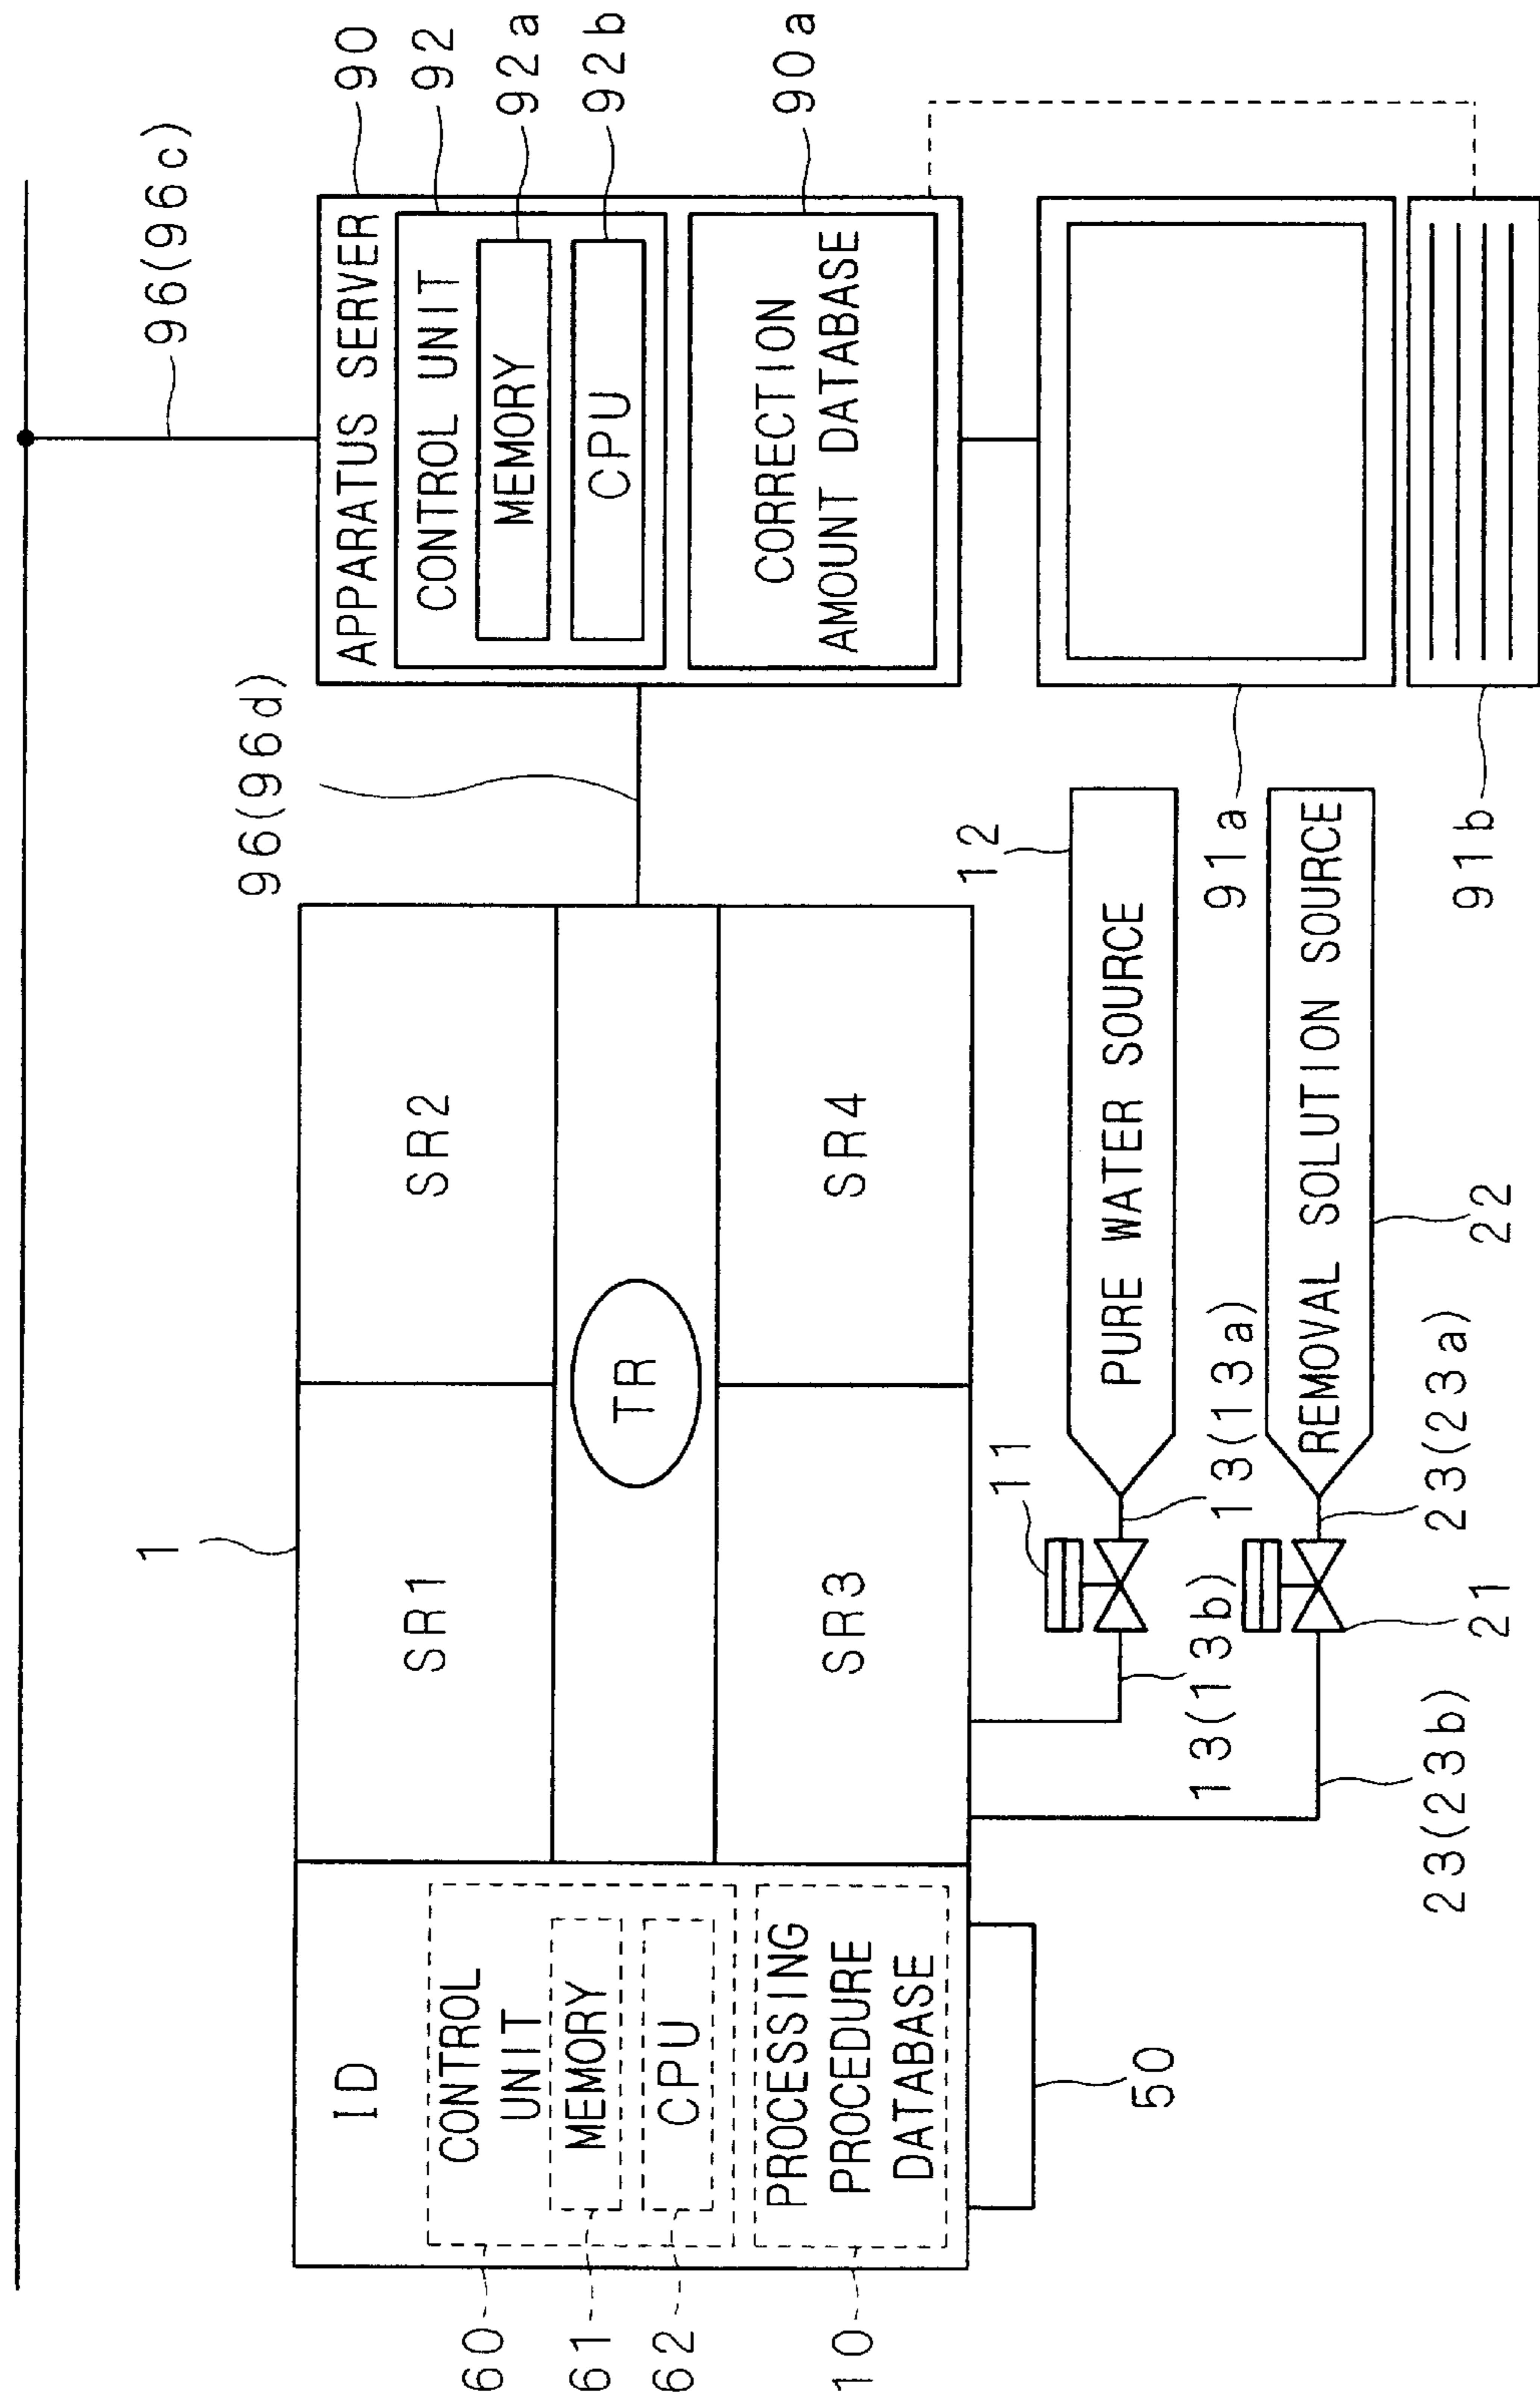 96(96c)
90
92
92a
92b
90a
APPARATUS SERVER
CONTROL UNIT
MEMORY
CPU
CORRECTION
AMOUNT DATABASE
96(96d)
91a
91b
1
SR1
SR2
TR
SR3
SR4
12
PURE WATER SOURCE
11
13(13a)
13(13b)
REMOVAL SOLUTION SOURCE
22
23(23a)
21
23(23b)
ID
CONTROL
UNIT
MEMORY
CPU
PROCESSING
PROCEDURE
DATABASE
50
60
61
62
10